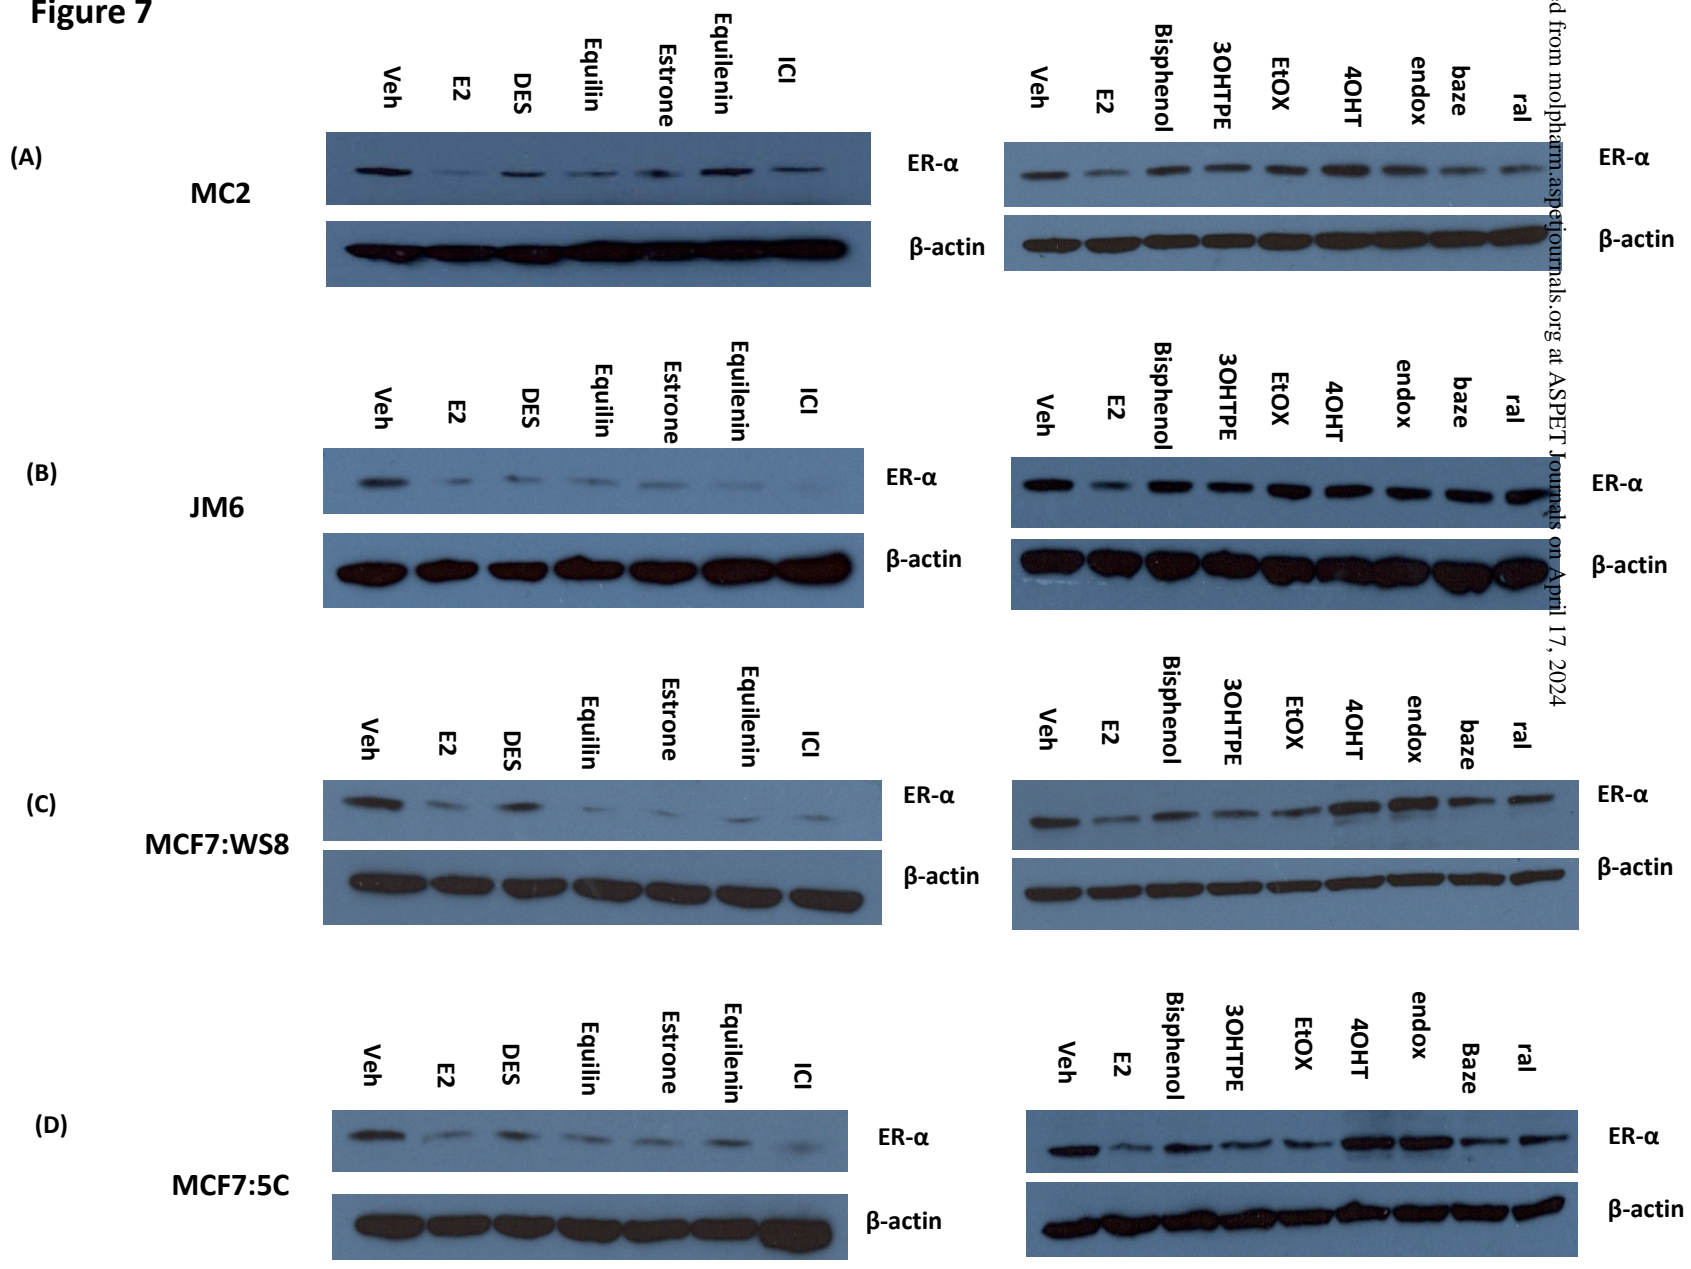 Figure 7
Veh E2 DES Equilin Estrone Equilenin ICI
Veh E2 Bisphenol 3OHTPE EtOX 4OHT endox baze ral
(A)
MC2
ER-α
ER-α
β-actin
β-actin
Veh E2 DES Equilin Estrone Equilenin ICI
Veh E2 Bisphenol 3OHTPE EtOX 4OHT endox baze ral
(B)
JM6
ER-α
ER-α
β-actin
β-actin
Veh E2 DES Equilin Estrone Equilenin ICI
Veh E2 Bisphenol 3OHTPE EtOX 4OHT endox baze ral
(C)
MCF7:WS8
ER-α
ER-α
β-actin
β-actin
Veh E2 DES Equilin Estrone Equilenin ICI
Veh E2 Bisphenol 3OHTPE EtOX 4OHT endox Baze ral
(D)
MCF7:5C
ER-α
ER-α
β-actin
β-actin
from molpharm.aspetjournals.org at ASPET Journals on April 17, 2024